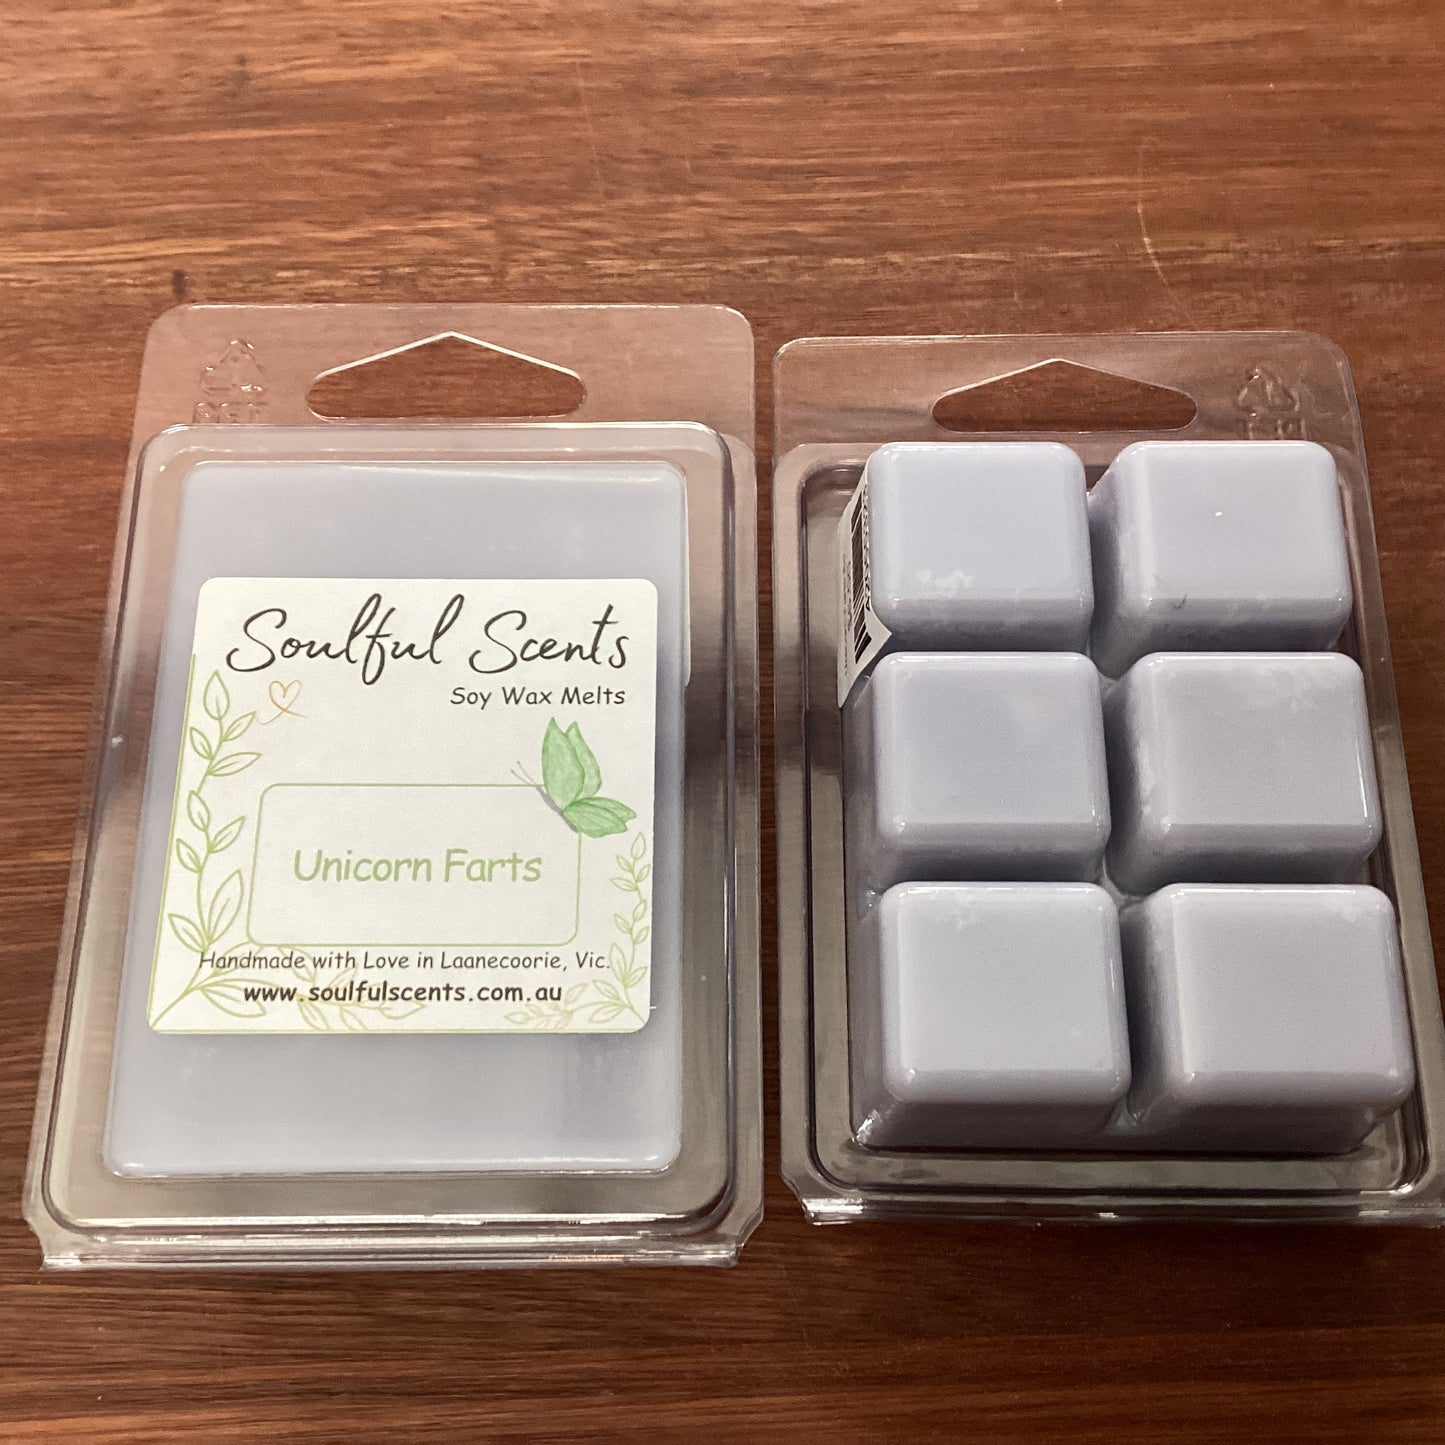 Soulful Scents
Soy Wax Melts
Unicorn Farts
Handmade with Love in Laanecoorie, Vic.
www.soulfulscents.com.au